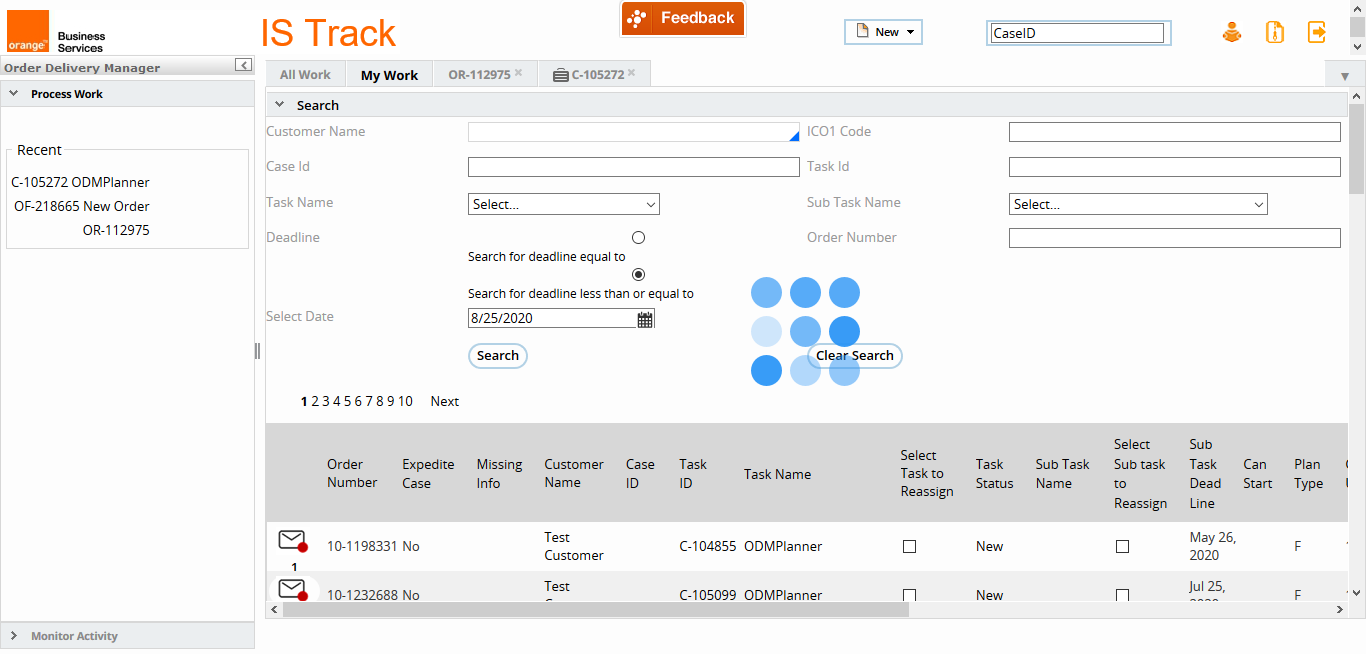 orange™
Business
Services
IS Track
Feedback
New
CaseID
Order Delivery Manager
All Work
My Work
OR-112975 ×
C-105272 ×
Process Work
Recent
C-105272 ODMPlanner
OF-218665 New Order
OR-112975
Monitor Activity
Search
Customer Name
ICO1 Code
Case Id
Task Id
Task Name
Select...
Sub Task Name
Select...
Deadline
Order Number
Search for deadline equal to
Search for deadline less than or equal to
Select Date
8/25/2020
Search
Clear Search
1 2 3 4 5 6 7 8 9 10 Next
Order
Number
Expedite
Case
Missing
Info
Customer
Name
Case
ID
Task
ID
Task Name
Select
Task to
Reassign
Task
Status
Sub Task
Name
Select
Sub task
to
Reassign
Sub
Task
Dead
Line
Can
Start
Plan
Type
1
10-1198331 No
Test
Customer
C-104855 ODMPlanner
New
May 26,
2020
F
10-1232688 No
Test
C-105099 ODMPlanner
New
Jul 25,
F